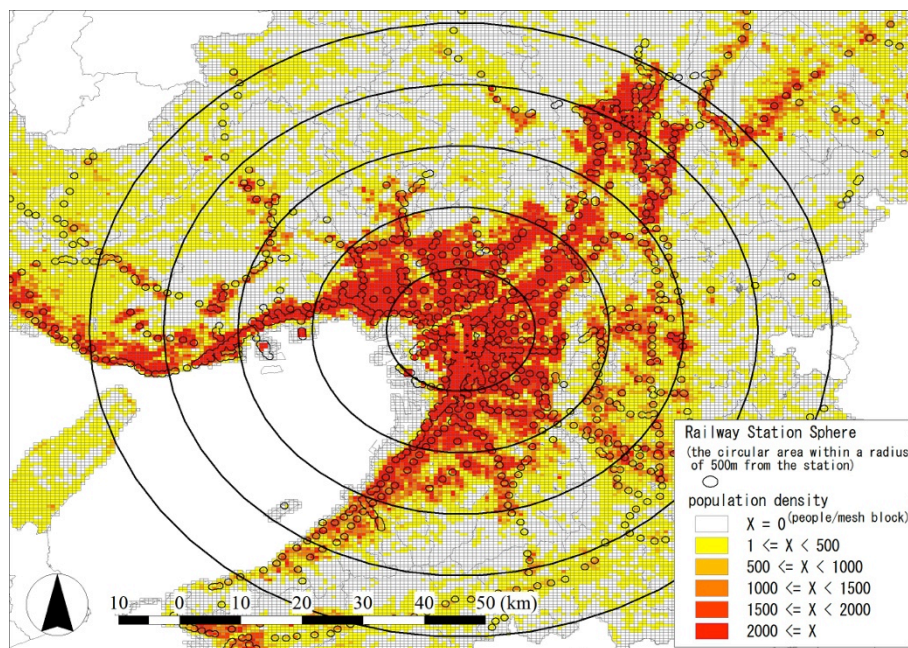 Railway Station Sphere
(the circular area within a radius
of 500m from the station)
population density
X = 0 (people/mesh block)
1 <= X < 500
500 <= X < 1000
1000 <= X < 1500
1500 <= X < 2000
2000 <= X
10 0 10 20 30 40 50 (km)